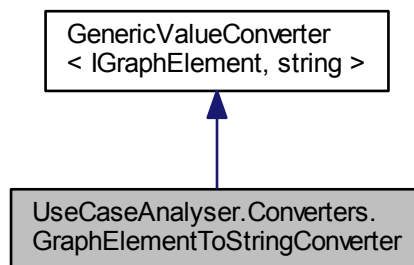 GenericValueConverter
< IGraphElement, string >
UseCaseAnalyser.Converters.
GraphElementToStringConverter